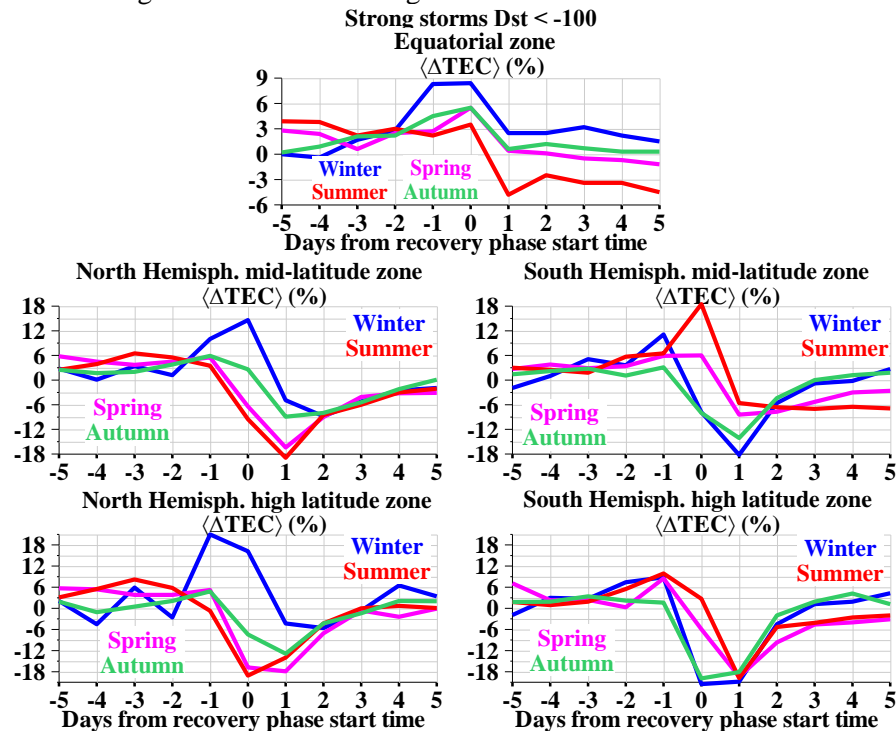 Strong storms Dst < -100
Equatorial zone
⟨ΔTEC⟩ (%)
9
6
3
0
-3
-6
Winter Spring
Summer Autumn
-5 -4 -3 -2 -1 0 1 2 3 4 5
Days from recovery phase start time
North Hemisph. mid-latitude zone
⟨ΔTEC⟩ (%)
18
12
6
0
-6
-12
-18
Winter
Summer
Spring
Autumn
-5 -4 -3 -2 -1 0 1 2 3 4 5
South Hemisph. mid-latitude zone
⟨ΔTEC⟩ (%)
18
12
6
0
-6
-12
-18
Winter
Summer
Spring
Autumn
-5 -4 -3 -2 -1 0 1 2 3 4 5
North Hemisph. high latitude zone
⟨ΔTEC⟩ (%)
18
12
6
0
-6
-12
-18
Winter
Summer
Spring
Autumn
-5 -4 -3 -2 -1 0 1 2 3 4 5
Days from recovery phase start time
South Hemisph. high latitude zone
⟨ΔTEC⟩ (%)
18
12
6
0
-6
-12
-18
Winter
Summer
Spring
Autumn
-5 -4 -3 -2 -1 0 1 2 3 4 5
Days from recovery phase start time